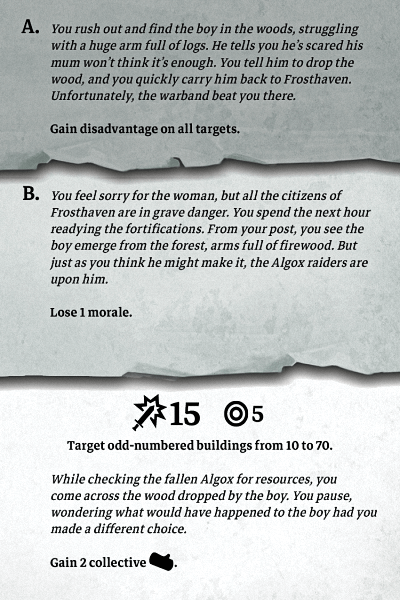 A. You rush out and find the boy in the woods, struggling
with a huge arm full of logs. He tells you he's scared his
mum won't think it's enough. You tell him to drop the
wood, and you quickly carry him back to Frosthaven.
Unfortunately, the warband beat you there.
Gain disadvantage on all targets.
B. You feel sorry for the woman, but all the citizens of
Frosthaven are in grave danger. You spend the next hour
readying the fortifications. From your post, you see the
boy emerge from the forest, arms full of firewood. But
just as you think he might make it, the Algox raiders are
upon him.
Lose 1 morale.
15 5
Target odd-numbered buildings from 10 to 70.
While checking the fallen Algox for resources, you
come across the wood dropped by the boy. You pause,
wondering what would have happened to the boy had you
made a different choice.
Gain 2 collective .